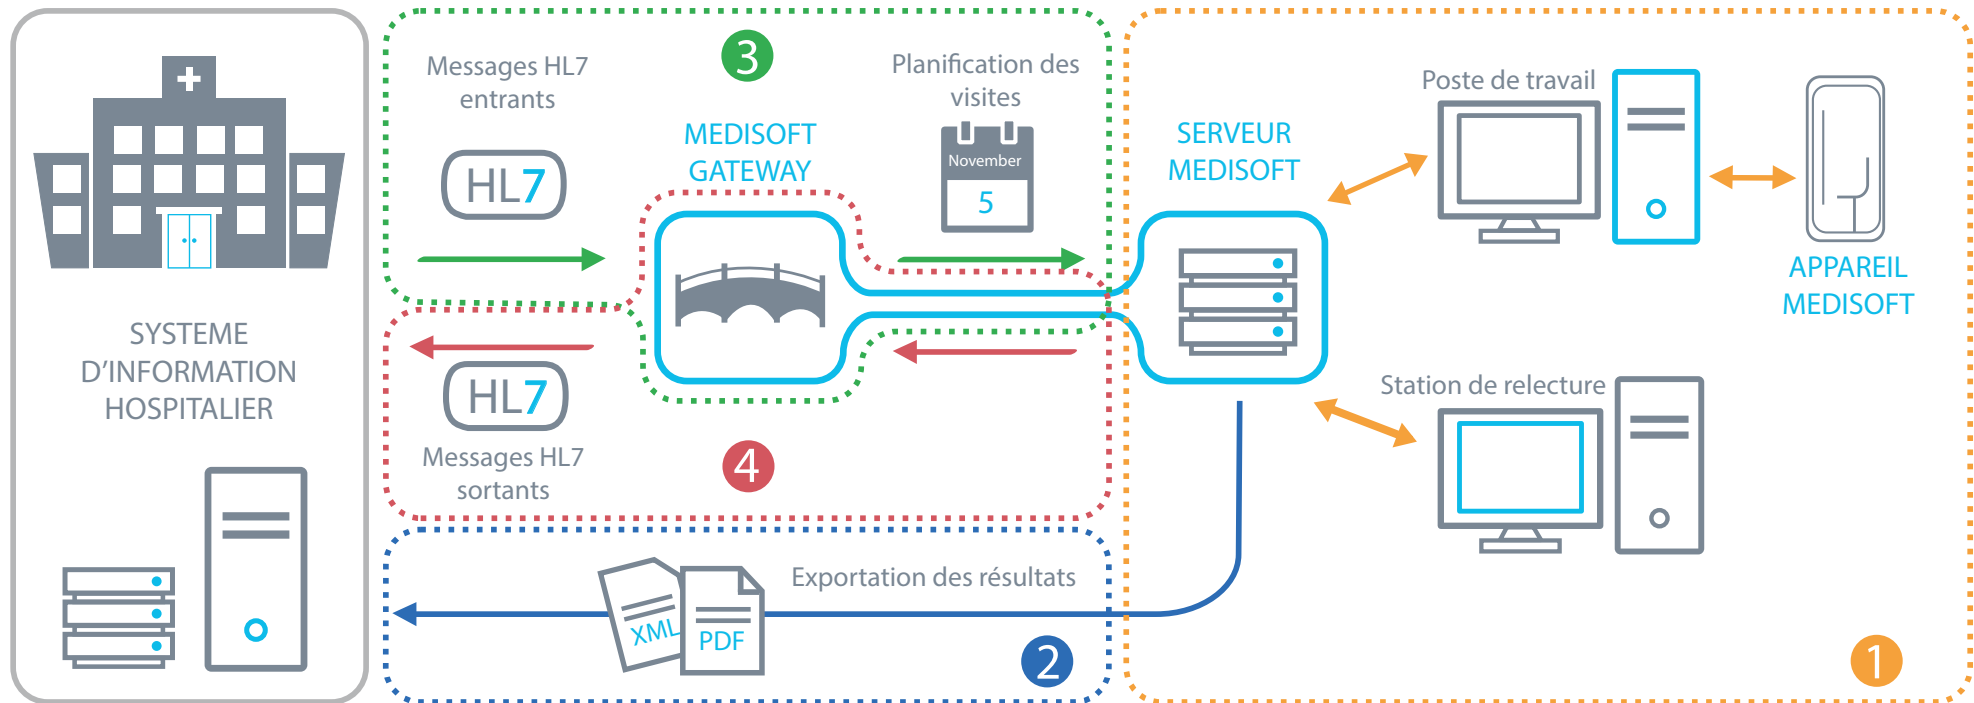 SYSTEME
D’INFORMATION
HOSPITALIER
3
Messages HL7
entrants
HL7
MEDISOFT
GATEWAY
Planification des
visites
November
5
HL7
Messages HL7
sortants
4
Exportation des résultats
XML
PDF
2
SERVEUR
MEDISOFT
Poste de travail
APPAREIL
MEDISOFT
Station de relecture
1